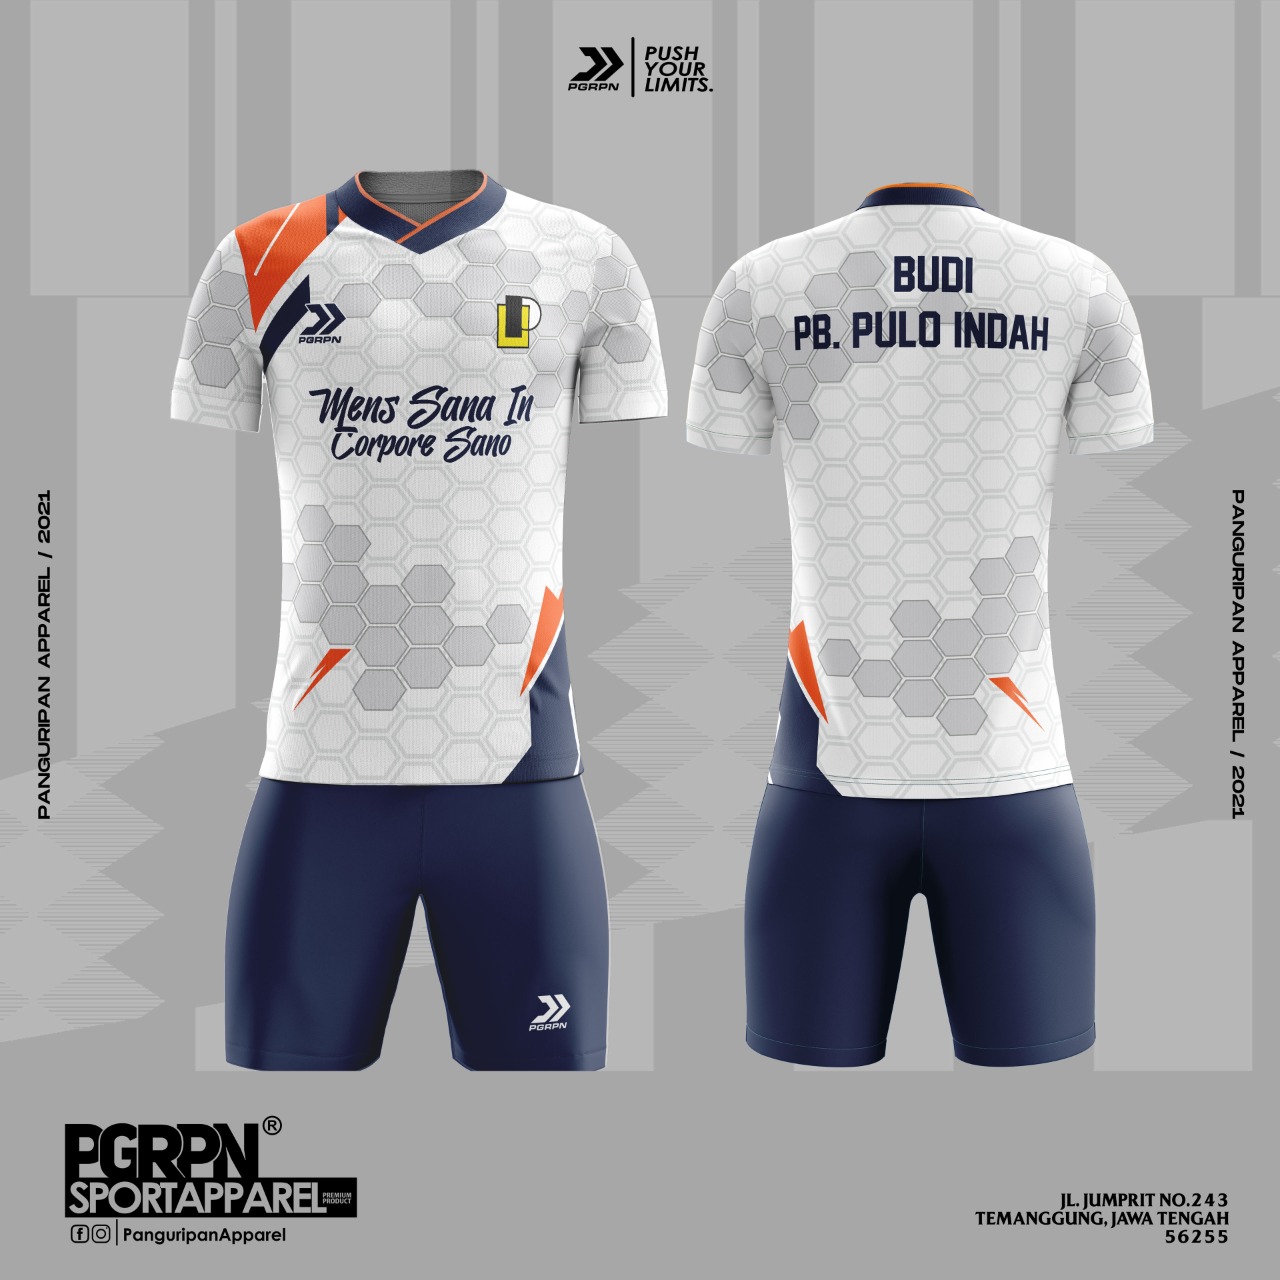 PGRPN
PUSH
YOUR
LIMITS.
PGRPN
Mens Sana In
Corpore Sano
BUDI
PB. PULO INDAH
PANGURIPAN APPAREL / 2021
PANGURIPAN APPAREL / 2021
PGRPN
PGRPN®
SPORTAPPAREL PREMIUM
PRODUCT
PanguripanApparel
JL. JUMPRIT NO.243
TEMANGGUNG, JAWA TENGAH
56255